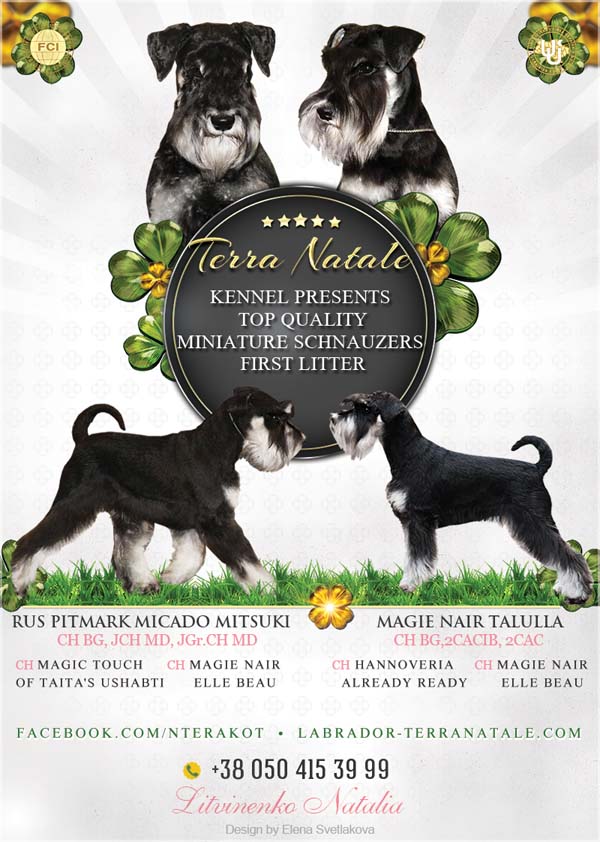 FCI
Terra Natale
KENNEL PRESENTS
TOP QUALITY
MINIATURE SCHNAUZERS
FIRST LITTER
RUS PITMARK MICADO MITSUKI
CH BG, JCH MD, JGr.CH MD
CH MAGIC TOUCH OF TAITA'S USHABTI
CH MAGIE NAIR ELLE BEAU
MAGIE NAIR TALULLA
CH BG,2CACIB, 2CAC
CH HANNOVERIA ALREADY READY
CH MAGIE NAIR ELLE BEAU
FACEBOOK.COM/NTERAKOT • LABRADOR-TERRANATALE.COM
+38 050 415 39 99
Litvinenko Natalia
Design by Elena Svetlakova